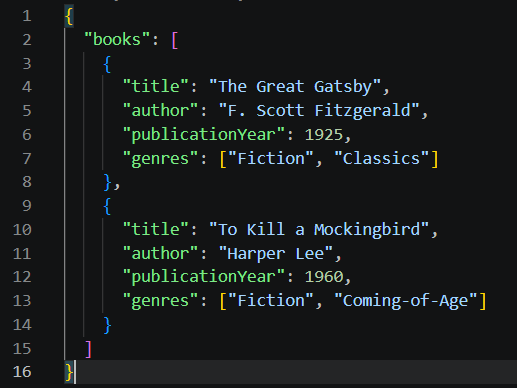 1 {
2   "books": [
3     {
4       "title": "The Great Gatsby",
5       "author": "F. Scott Fitzgerald",
6       "publicationYear": 1925,
7       "genres": ["Fiction", "Classics"]
8     },
9     {
10       "title": "To Kill a Mockingbird",
11       "author": "Harper Lee",
12       "publicationYear": 1960,
13       "genres": ["Fiction", "Coming-of-Age"]
14     }
15   ]
16 }